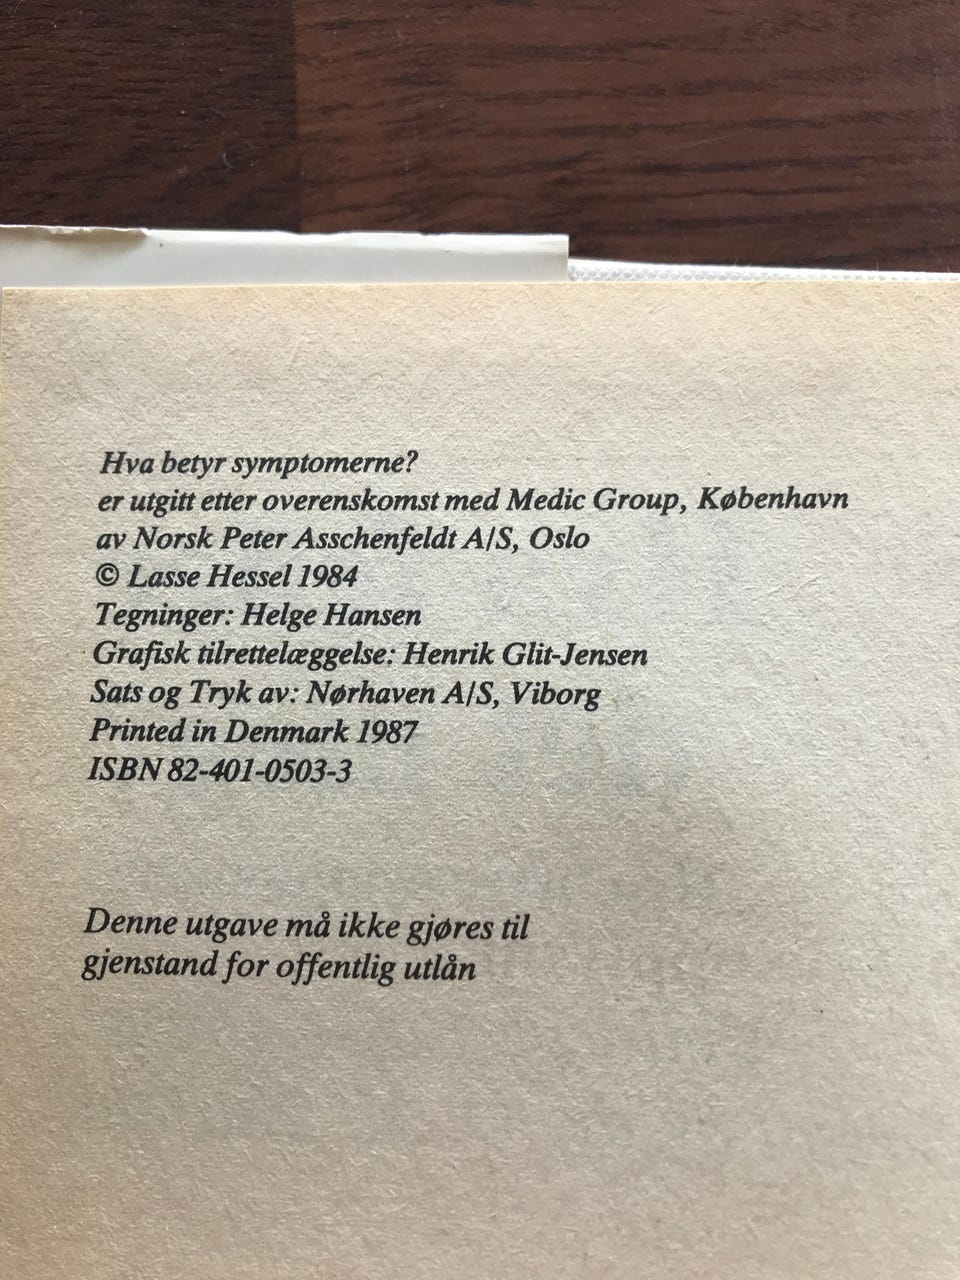 Hva betyr symptomerne?
er utgitt etter overenskomst med Medic Group, København
av Norsk Peter Asschenfeldt A/S, Oslo
© Lasse Hessel 1984
Tegninger: Helge Hansen
Grafisk tilrettelæggelse: Henrik Glit-Jensen
Sats og Tryk av: Nørhaven A/S, Viborg
Printed in Denmark 1987
ISBN 82-401-0503-3
Denne utgave må ikke gjøres til
gjenstand for offentlig utlån